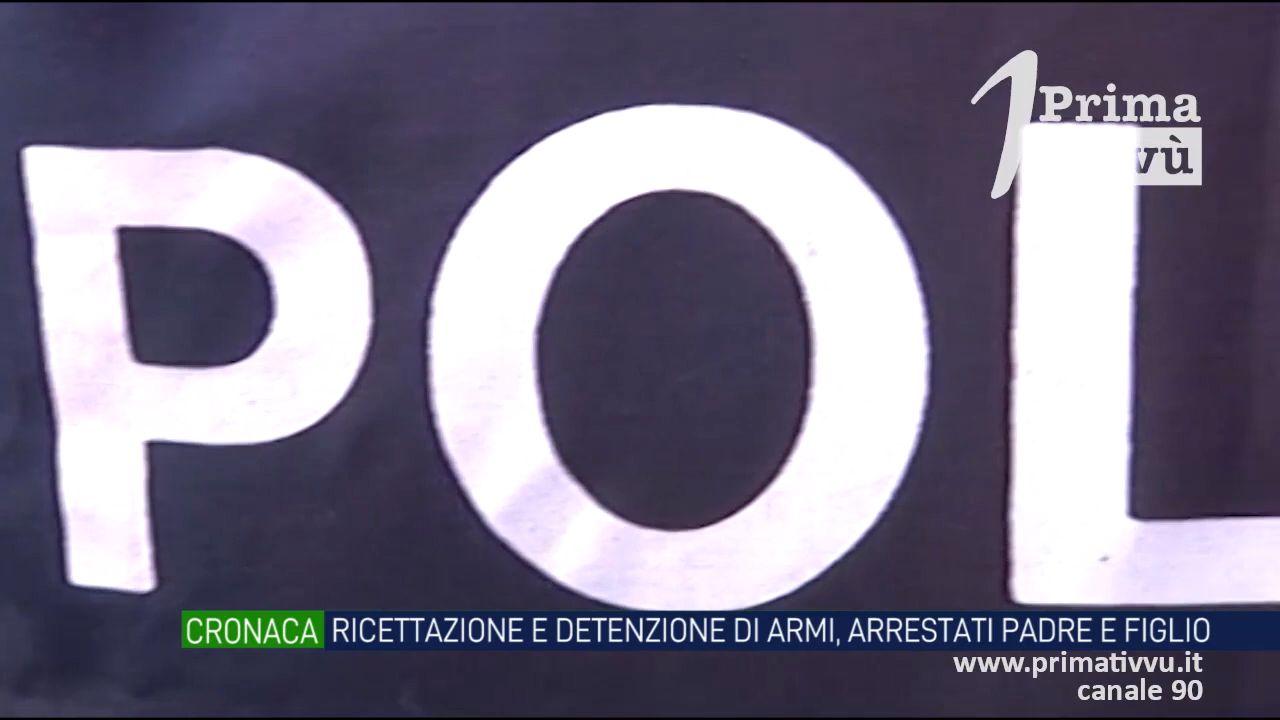 Prima
vù
POL
CRONACA RICETTAZIONE E DETENZIONE DI ARMI, ARRESTATI PADRE E FIGLIO
www.primativvu.it
canale 90